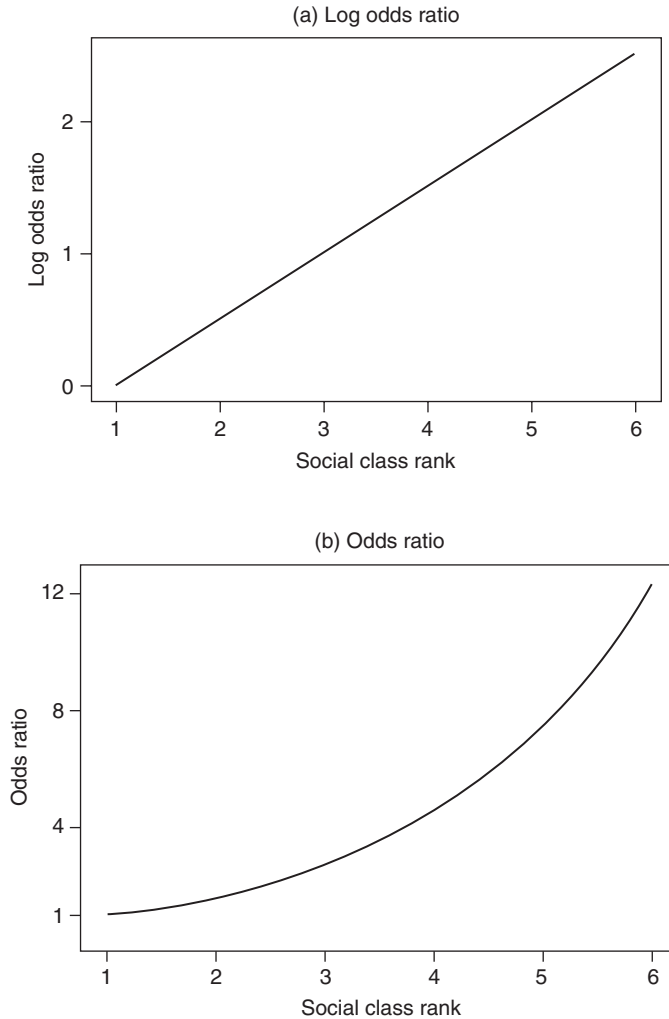 (a) Log odds ratio
Log odds ratio
2
1
0
1 2 3 4 5 6
Social class rank
(b) Odds ratio
Odds ratio
12
8
4
1
1 2 3 4 5 6
Social class rank